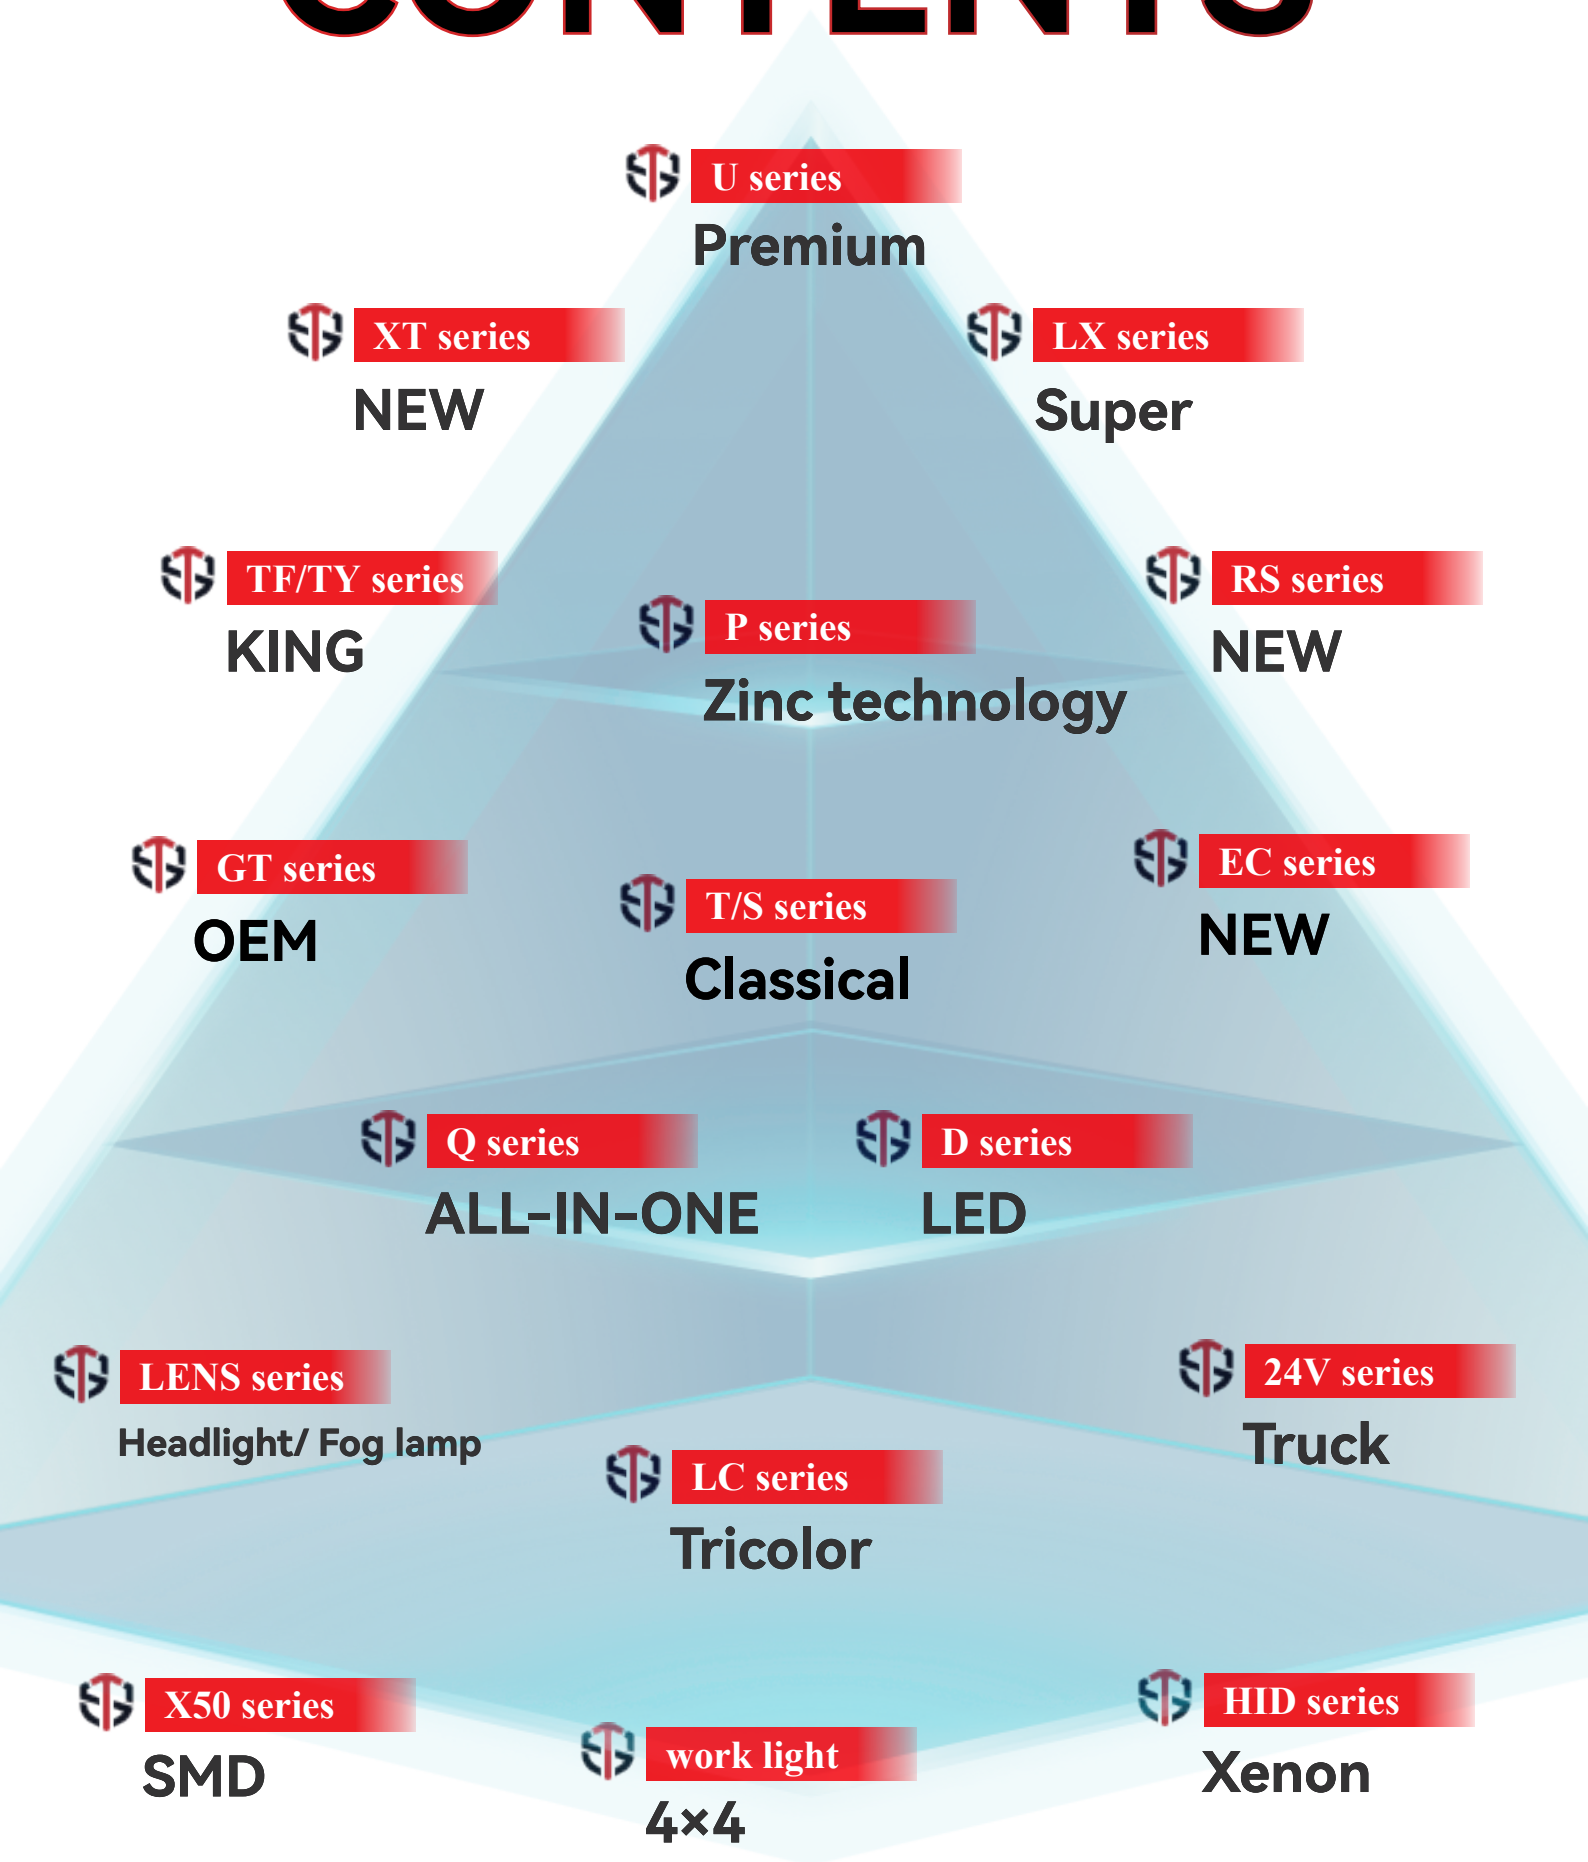 CONTENTS
U series
Premium
XT series
NEW
LX series
Super
TF/TY series
KING
RS series
NEW
P series
Zinc technology
GT series
OEM
EC series
NEW
T/S series
Classical
Q series
ALL-IN-ONE
D series
LED
LENS series
Headlight/ Fog lamp
24V series
Truck
LC series
Tricolor
X50 series
SMD
HID series
Xenon
work light
4×4